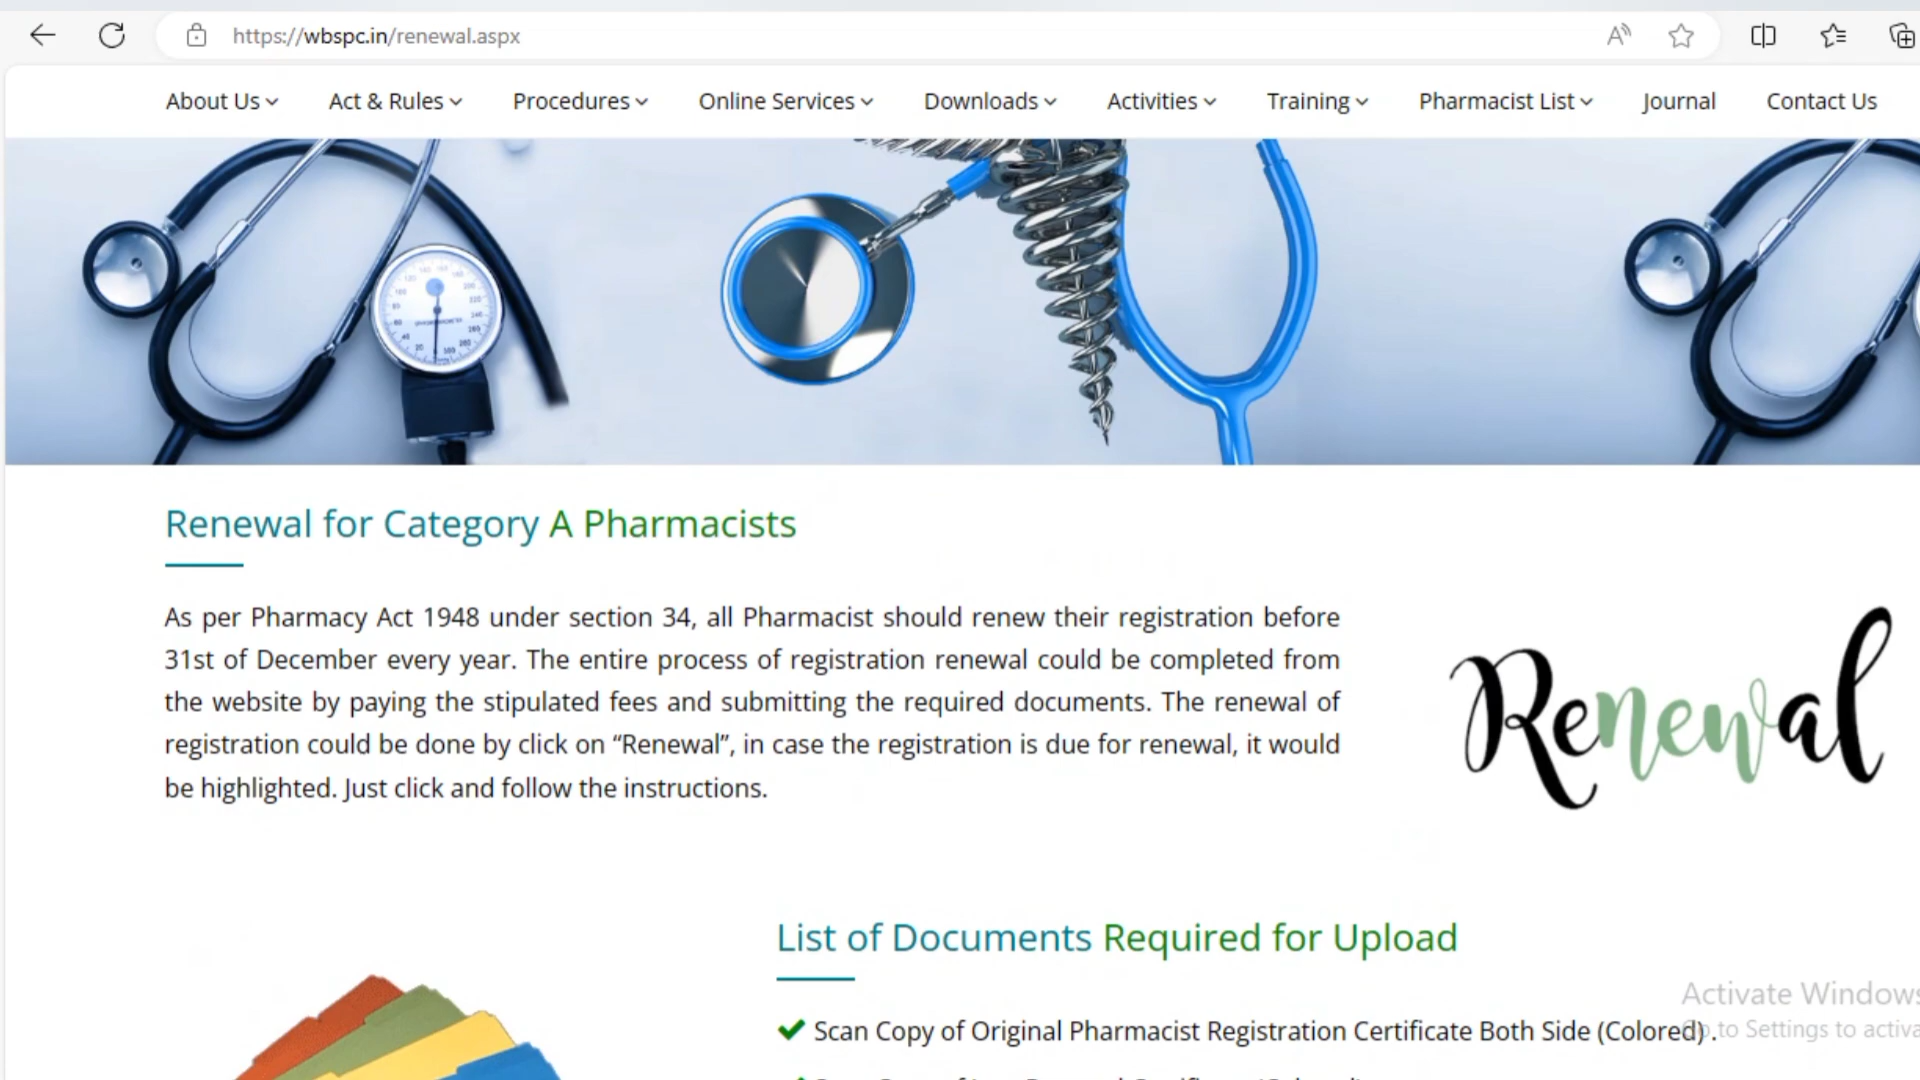 https://wbspc.in/renewal.aspx
About Us Act & Rules Procedures Online Services Downloads Activities Training Pharmacist List Journal Contact Us
Renewal for Category A Pharmacists
As per Pharmacy Act 1948 under section 34, all Pharmacist should renew their registration before
31st of December every year. The entire process of registration renewal could be completed from
the website by paying the stipulated fees and submitting the required documents. The renewal of
registration could be done by click on “Renewal”, in case the registration is due for renewal, it would
be highlighted. Just click and follow the instructions.
Renewal
List of Documents Required for Upload
Scan Copy of Original Pharmacist Registration Certificate Both Side (Colored) .
Activate Windows
Go to Settings to activa